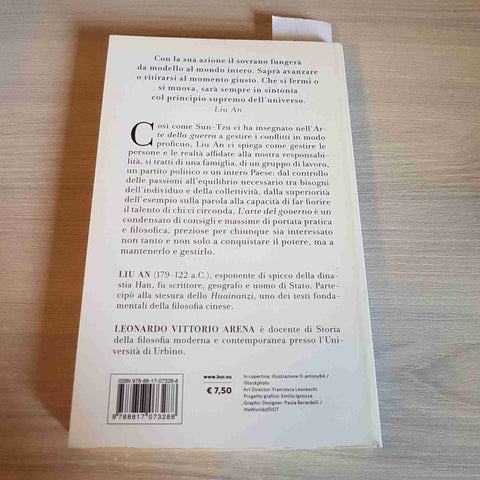 Con la sua azione il sovrano fungerà
da modello al mondo intero. Saprà avanzare
o ritirarsi al momento giusto. Che si fermi o
si muova, sarà sempre in sintonia
col principio supremo dell'universo.
Liu An
Così come Sun-Tzu ci ha insegnato nell'Ar-
te della guerra a gestire i conflitti in modo
proficuo, Liu An ci spiega come gestire le
persone e le realtà affidate alla nostra responsabi-
lità, si tratti di una famiglia, di un gruppo di lavoro,
un partito politico o un intero Paese: dal controllo
delle passioni all'equilibrio necessario tra bisogni
dell'individuo e della collettività, dalla superiorità
dell'esempio sulla parola alla capacità di far fiorire
il talento di chi ci circonda, L'arte del governo è un
condensato di consigli e massime di portata pratica
e filosofica, preziose per chiunque sia interessato
non tanto e non solo a conquistare il potere, ma a
mantenerlo e gestirlo.
LIU AN (179-122 a.C.), esponente di spicco della dina-
stia Han, fu scrittore, geografo e uomo di Stato. Parte-
cipò alla stesura dello Huainanzi, uno dei testi fonda-
mentali della filosofia cinese.
LEONARDO VITTORIO ARENA è docente di Storia
della filosofia moderna e contemporanea presso l'Uni-
versità di Urbino.
ISBN 978-88-17-07328-8
9 788817 073288
www.bur.eu
€ 7,50
In copertina: illustrazione © antony84 /
iStockphoto
Art Director: Francesca Leoneschi
Progetto grafico: Emilio Ignozza
Graphic Designer: Paola Berardelli /
theWorldofDOT